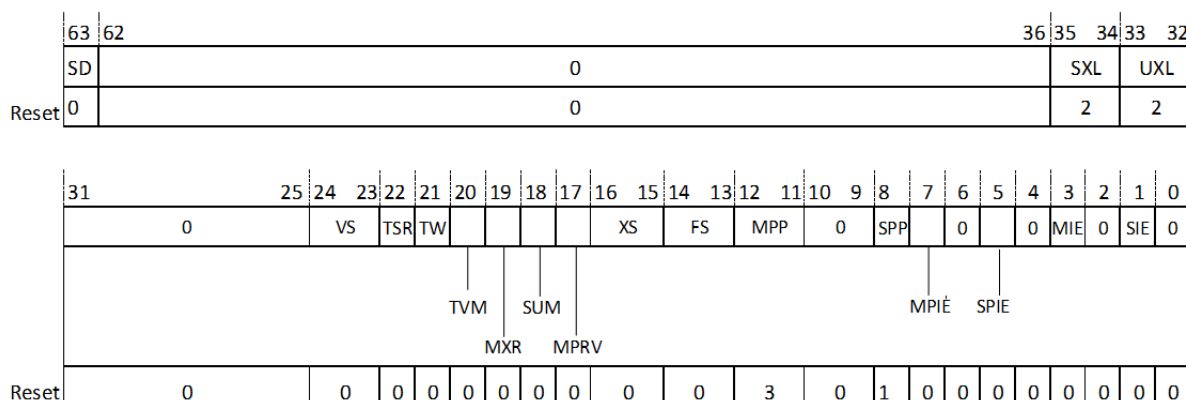 63 62 36 35 34 33 32
SD 0 SXL UXL
Reset 0 0 2 2
31 25 24 23 22 21 20 19 18 17 16 15 14 13 12 11 10 9 8 7 6 5 4 3 2 1 0
0 VS TSR TW XS FS MPP 0 SPP 0 0 MIE 0 SIE 0
TVM SUM MPIE SPIE
MXR MPRV
Reset 0 0 0 0 0 0 0 0 0 0 3 0 1 0 0 0 0 0 0 0 0